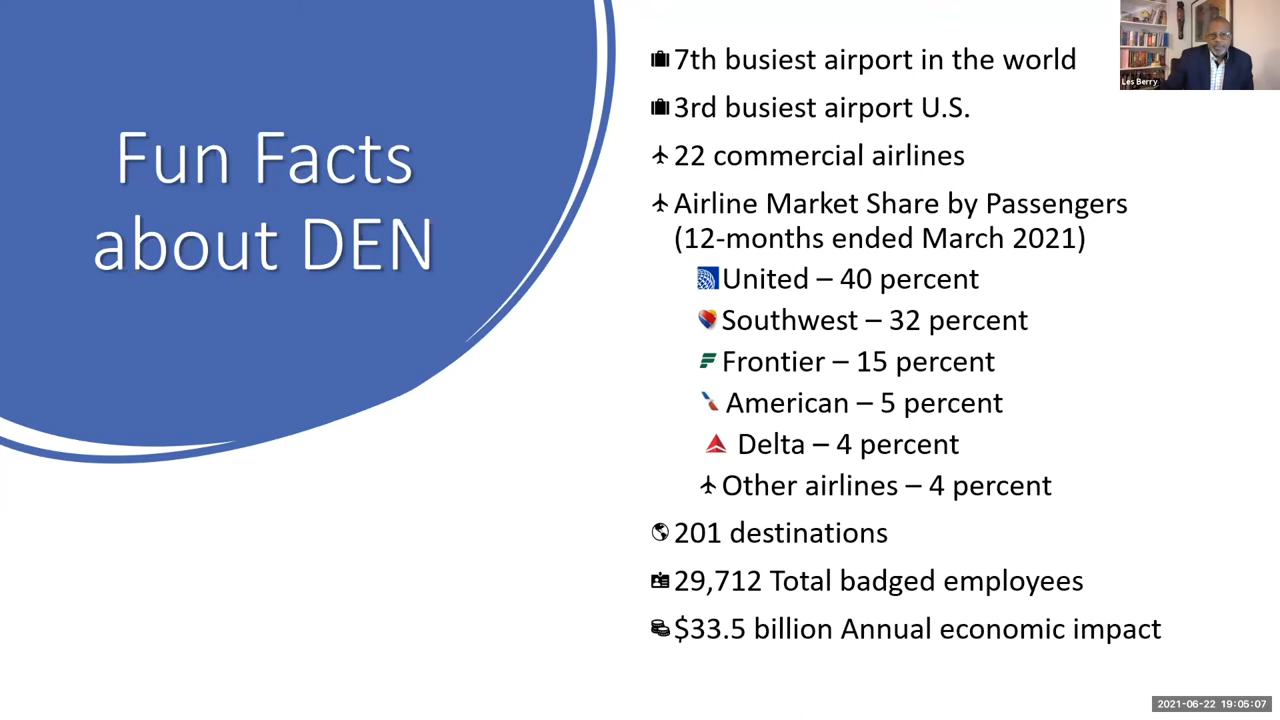 Fun Facts
about DEN
7th busiest airport in the world
3rd busiest airport U.S.
22 commercial airlines
Airline Market Share by Passengers
(12-months ended March 2021)
United – 40 percent
Southwest – 32 percent
Frontier – 15 percent
American – 5 percent
Delta – 4 percent
Other airlines – 4 percent
201 destinations
29,712 Total badged employees
$33.5 billion Annual economic impact
Les Berry
2021-06-22 19:05:07